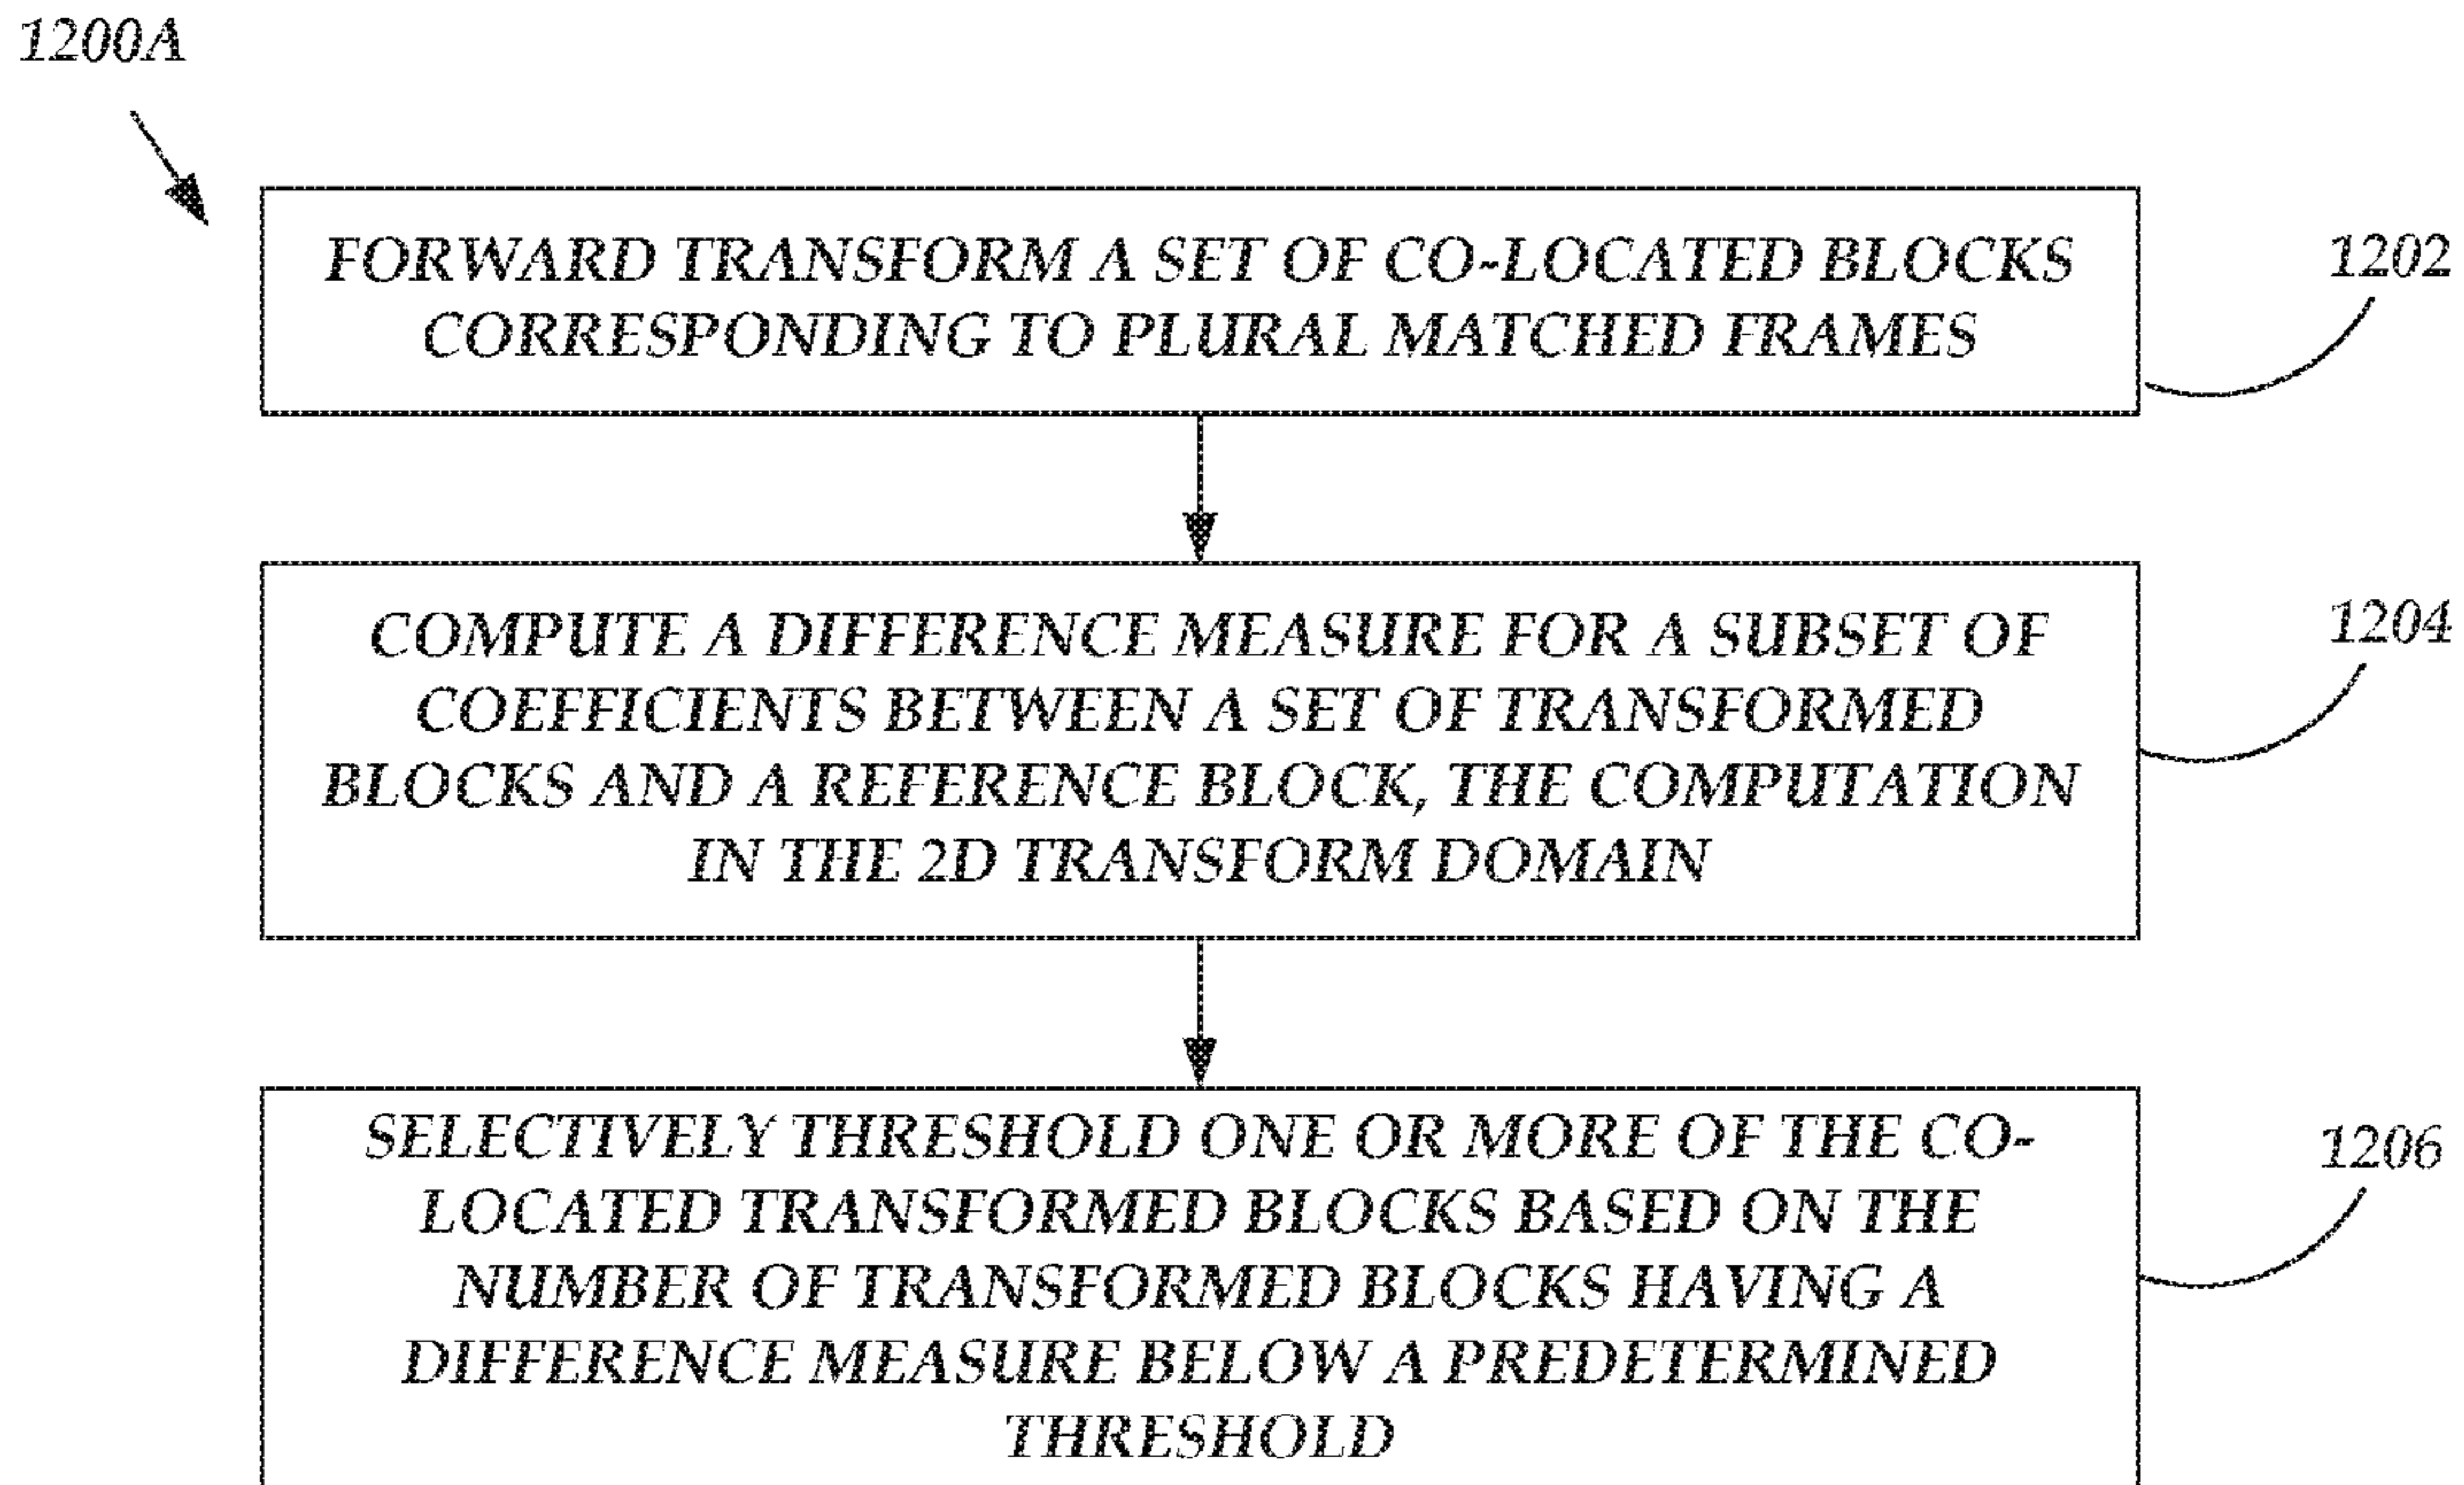 1200A
FORWARD TRANSFORM A SET OF CO-LOCATED BLOCKS
CORRESPONDING TO PLURAL MATCHED FRAMES
1202
COMPUTE A DIFFERENCE MEASURE FOR A SUBSET OF
COEFFICIENTS BETWEEN A SET OF TRANSFORMED
BLOCKS AND A REFERENCE BLOCK, THE COMPUTATION
IN THE 2D TRANSFORM DOMAIN
1204
SELECTIVELY THRESHOLD ONE OR MORE OF THE CO-
LOCATED TRANSFORMED BLOCKS BASED ON THE
NUMBER OF TRANSFORMED BLOCKS HAVING A
DIFFERENCE MEASURE BELOW A PREDETERMINED
THRESHOLD
1206